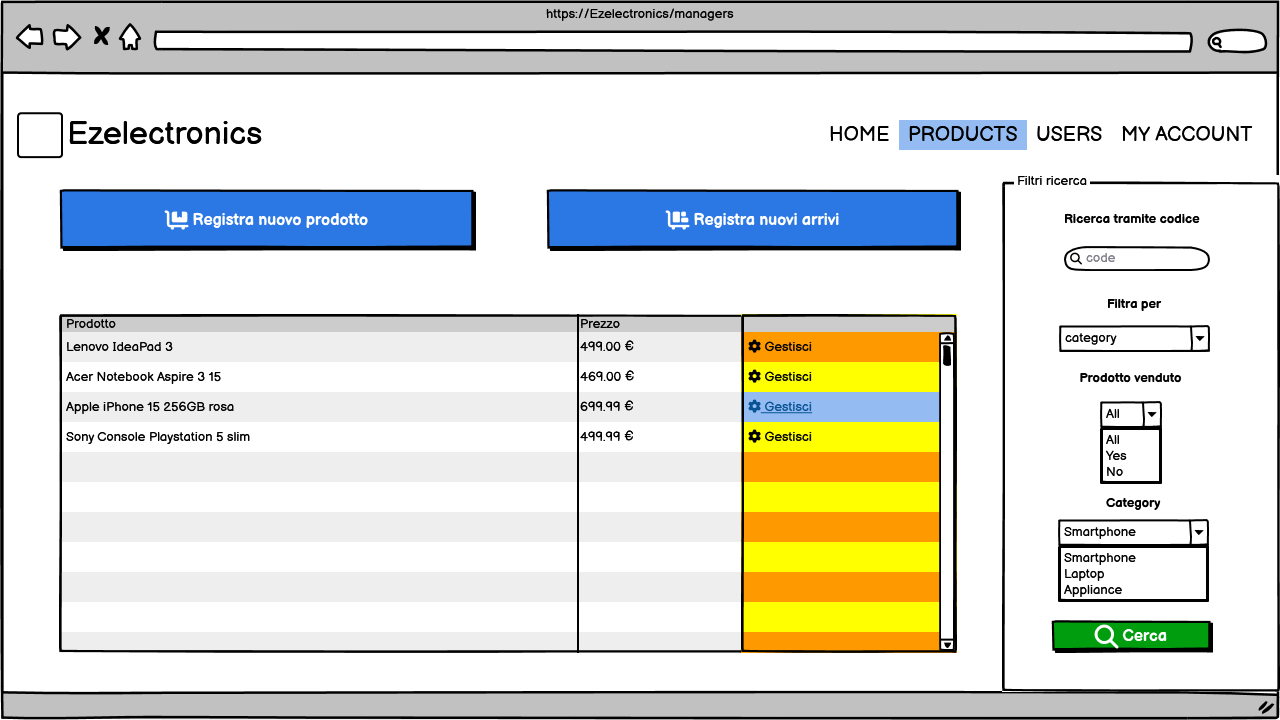 https://Ezelectronics/managers
Ezelectronics
HOME PRODUCTS USERS MY ACCOUNT
Registra nuovo prodotto
Registra nuovi arrivi
Prodotto Prezzo
Lenovo IdeaPad 3 499.00 € Gestisci
Acer Notebook Aspire 3 15 469.00 € Gestisci
Apple iPhone 15 256GB rosa 699.99 € Gestisci
Sony Console Playstation 5 slim 499.99 € Gestisci
Filtri ricerca
Ricerca tramite codice
code
Filtra per
category
Prodotto venduto
All
All
Yes
No
Category
Smartphone
Smartphone
Laptop
Appliance
Cerca